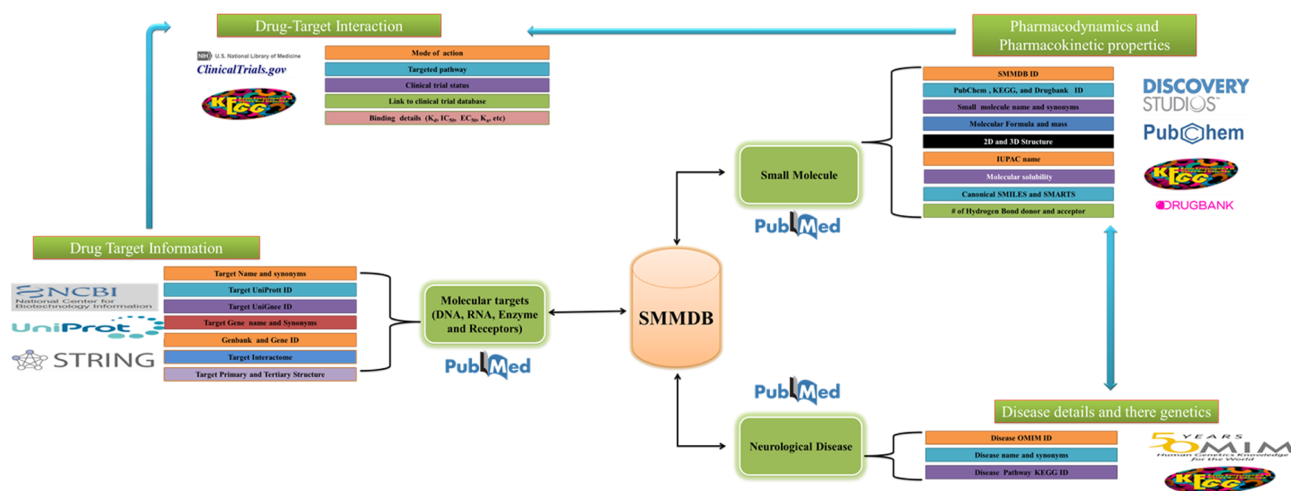 Drug-Target Interaction
NIH U.S. National Library of Medicine
ClinicalTrials.gov
KEGG
Mode of action
Targeted pathway
Clinical trial status
Link to clinical trial database
Binding details (Kd, IC50, EC50, Ka, etc)
Pharmacodynamics and
Pharmacokinetic properties
SMMDB ID
PubChem , KEGG, and Drugbank ID
Small molecule name and synonyms
Molecular Formula and mass
2D and 3D Structure
IUPAC name
Molecular solubility
Canonical SMILES and SMARTS
# of Hydrogen Bond donor and acceptor
DISCOVERY
STUDIOS™
PubChem
KEGG
DRUGBANK
Small Molecule
PubMed
Drug Target Information
NCBI
National Center for
Biotechnology Information
UniProt
STRING
Target Name and synonyms
Target UniPrott ID
Target UniGnee ID
Target Gene name and Synonyms
Genbank and Gene ID
Target Interactome
Target Primary and Tertiary Structure
Molecular targets
(DNA, RNA, Enzyme
and Receptors)
PubMed
SMMDB
PubMed
Neurological Disease
Disease details and there genetics
Disease OMIM ID
Disease name and synonyms
Disease Pathway KEGG ID
50 YEARS
OMIM
Human Genetics Knowledge
for the World
KEGG